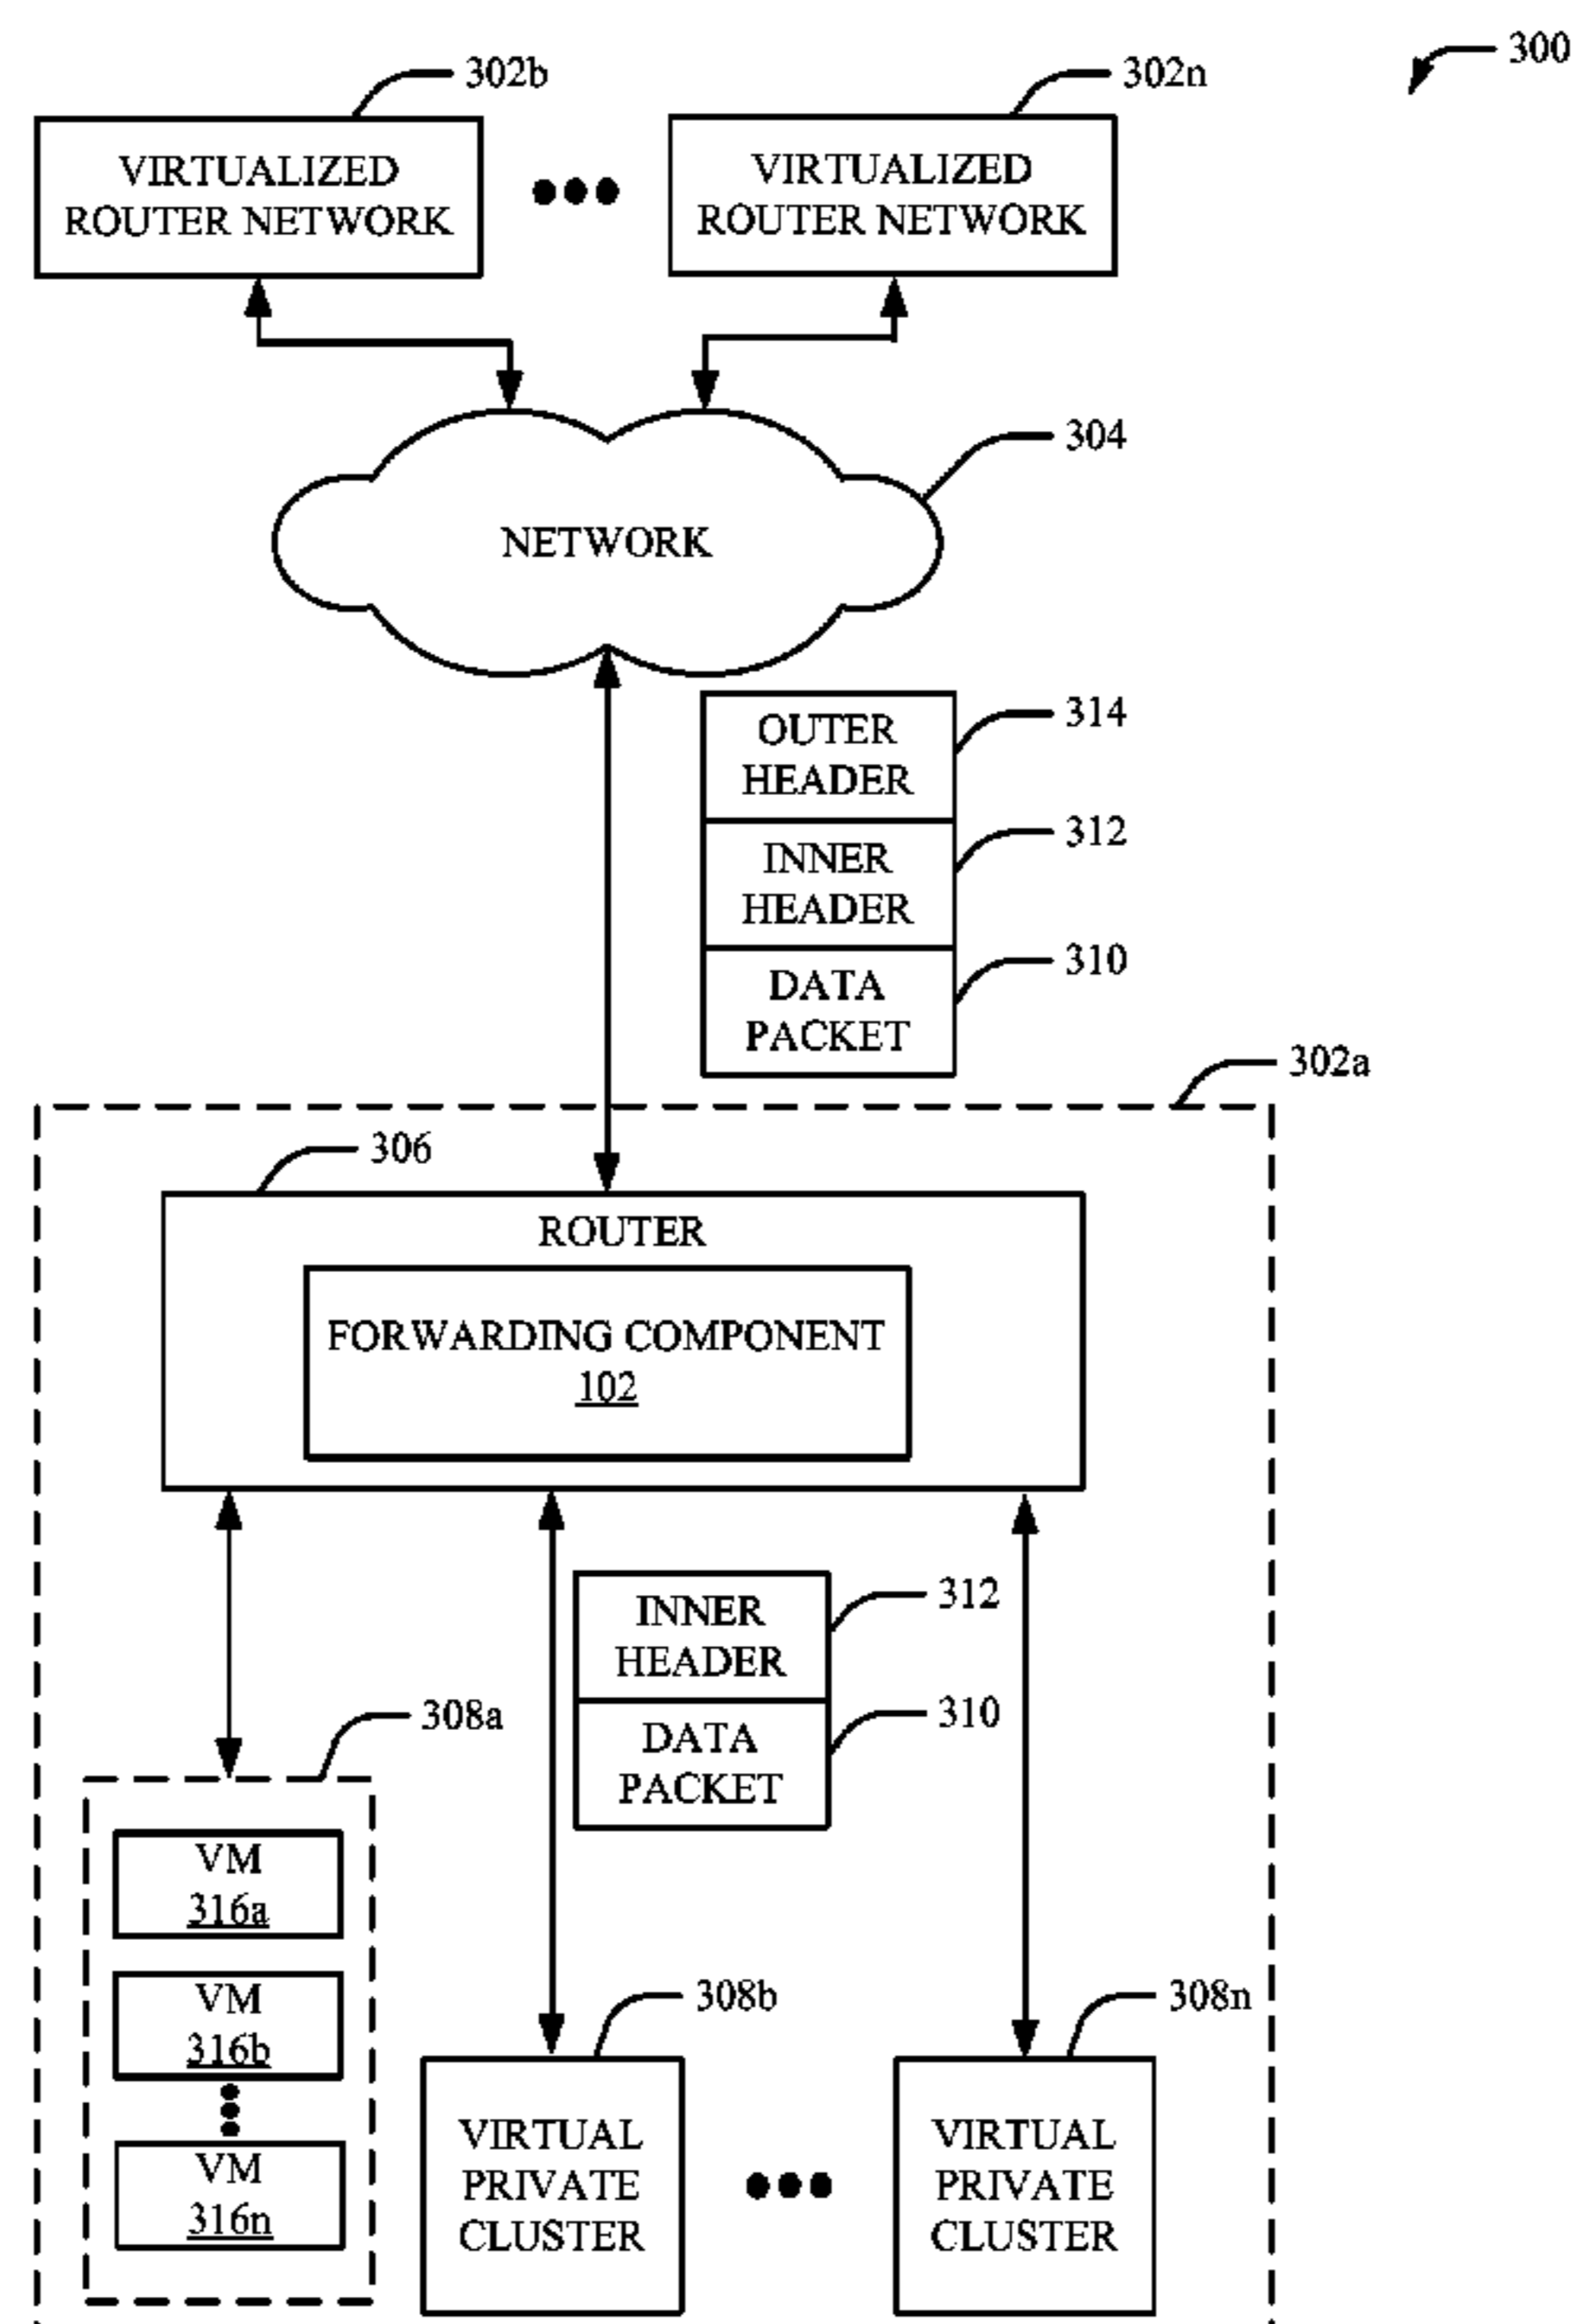 300
302b
302n
VIRTUALIZED
ROUTER NETWORK
VIRTUALIZED
ROUTER NETWORK
304
NETWORK
314
OUTER
HEADER
312
INNER
HEADER
310
DATA
PACKET
302a
306
ROUTER
FORWARDING COMPONENT
102
312
INNER
HEADER
310
DATA
PACKET
308a
VM
316a
VM
316b
VM
316n
308b
VIRTUAL
PRIVATE
CLUSTER
308n
VIRTUAL
PRIVATE
CLUSTER